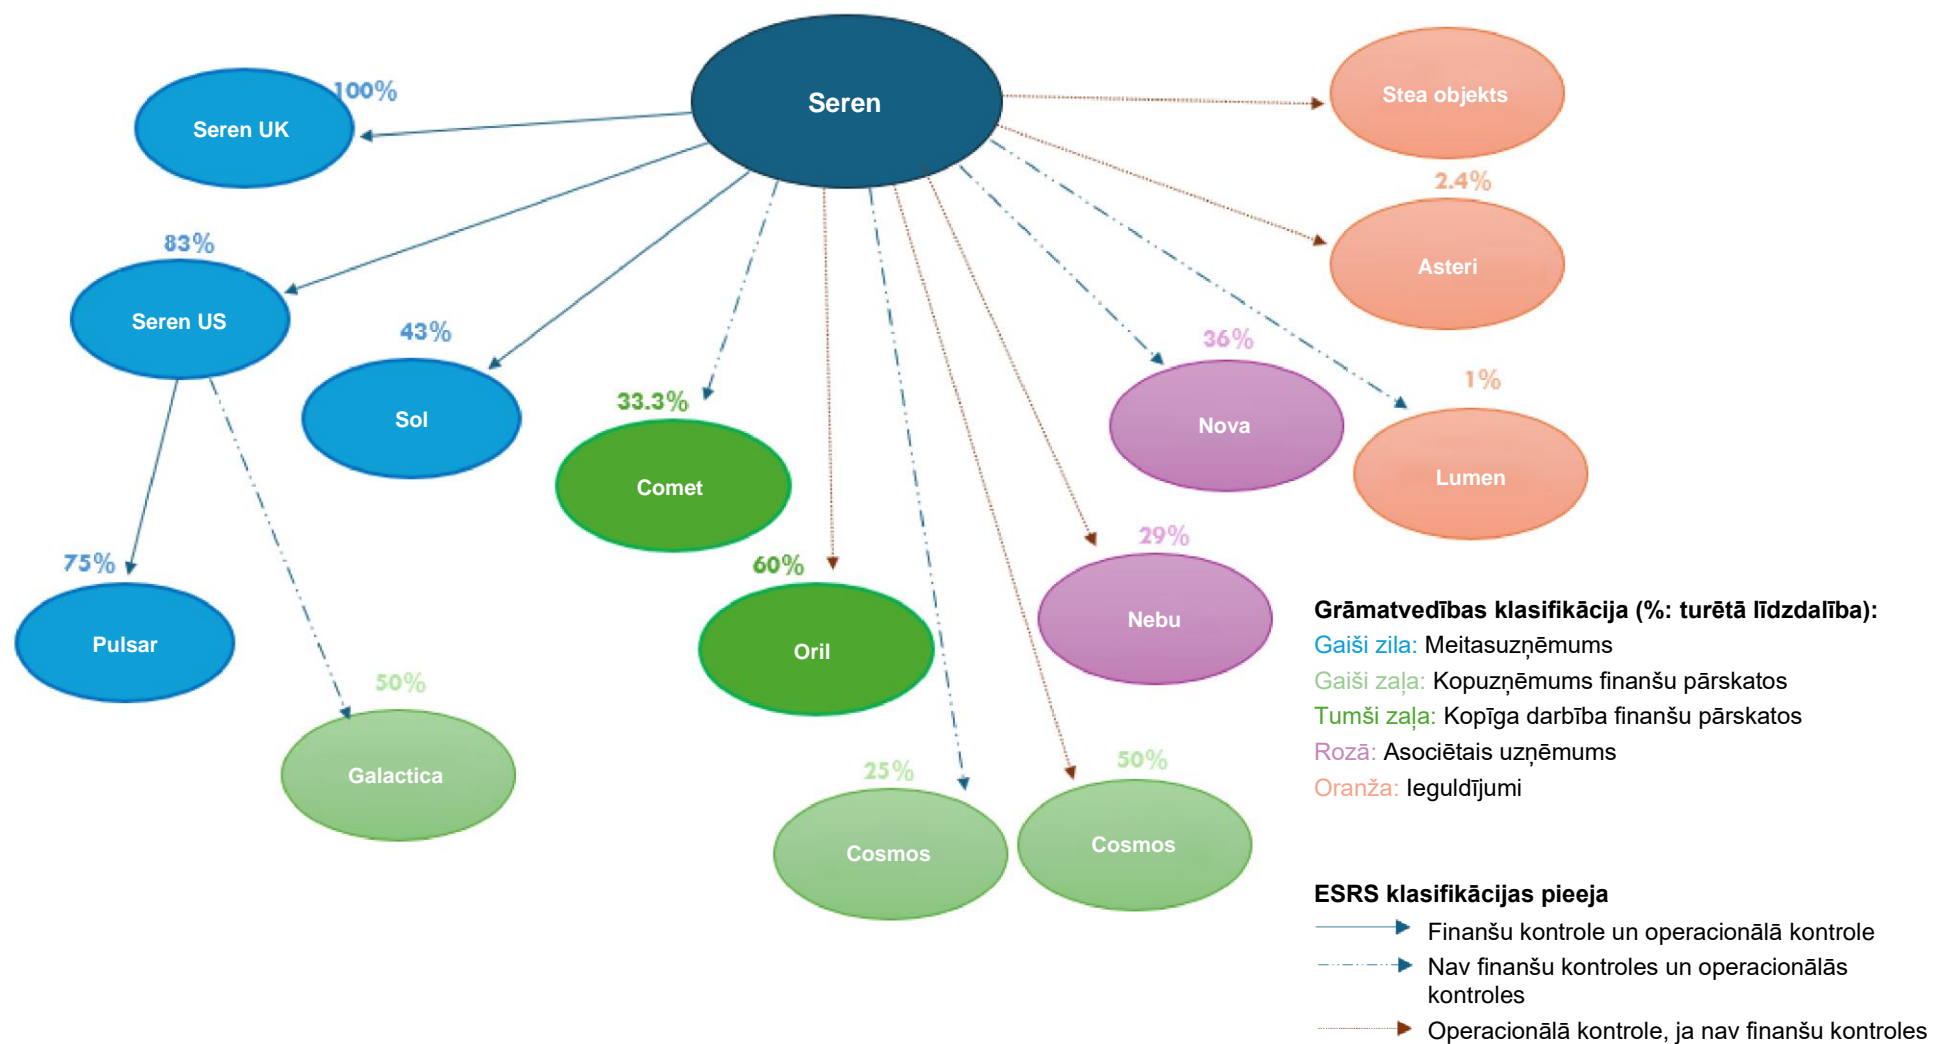 Seren
Stea objekts
100%
Seren UK
2.4%
Asteri
83%
Seren US
43%
Sol
36%
Nova
1%
Lumen
33.3%
Comet
29%
Nebu
75%
Pulsar
60%
Oril
50%
Galactica
25%
Cosmos
50%
Cosmos
Grāmatvedības klasifikācija (%: turētā līdzdalība):
Gaiši zila: Meitasuzņēmums
Gaiši zaļa: Kopuzņēmums finanšu pārskatos
Tumši zaļa: Kopīga darbība finanšu pārskatos
Rozā: Asociētais uzņēmums
Oranža: Ieguldījumi
ESRS klasifikācijas pieeja
Finanšu kontrole un operacionālā kontrole
Nav finanšu kontroles un operacionālās
kontroles
Operacionālā kontrole, ja nav finanšu kontroles